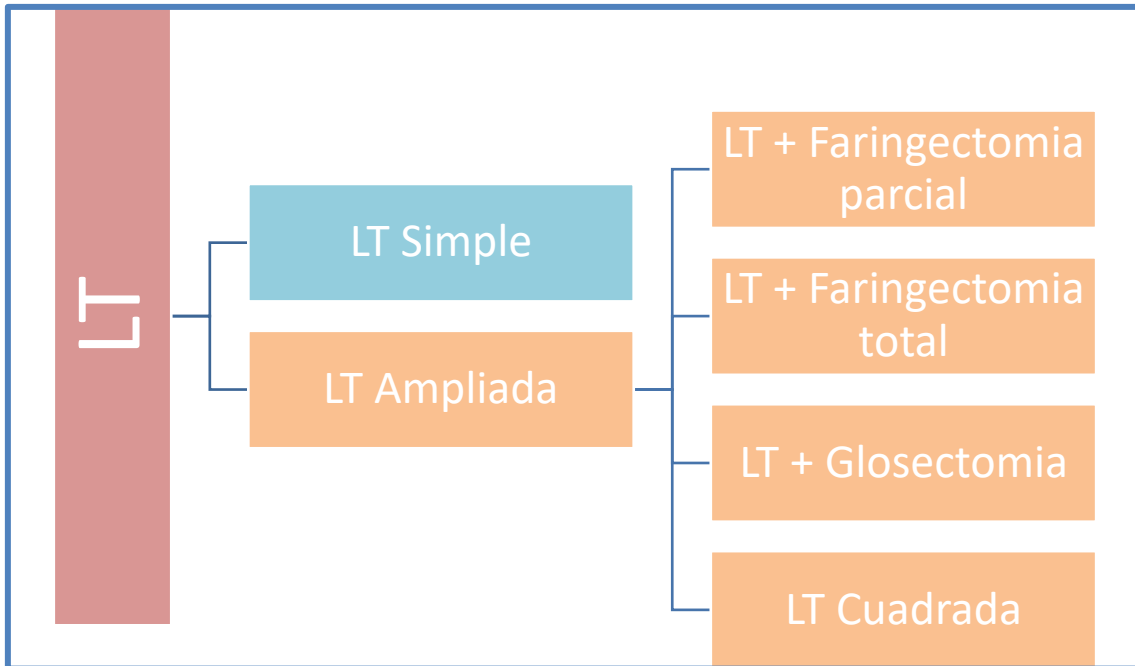 LT
LT Simple
LT Ampliada
LT + Faringectomia
parcial
LT + Faringectomia
total
LT + Glosectomia
LT Cuadrada